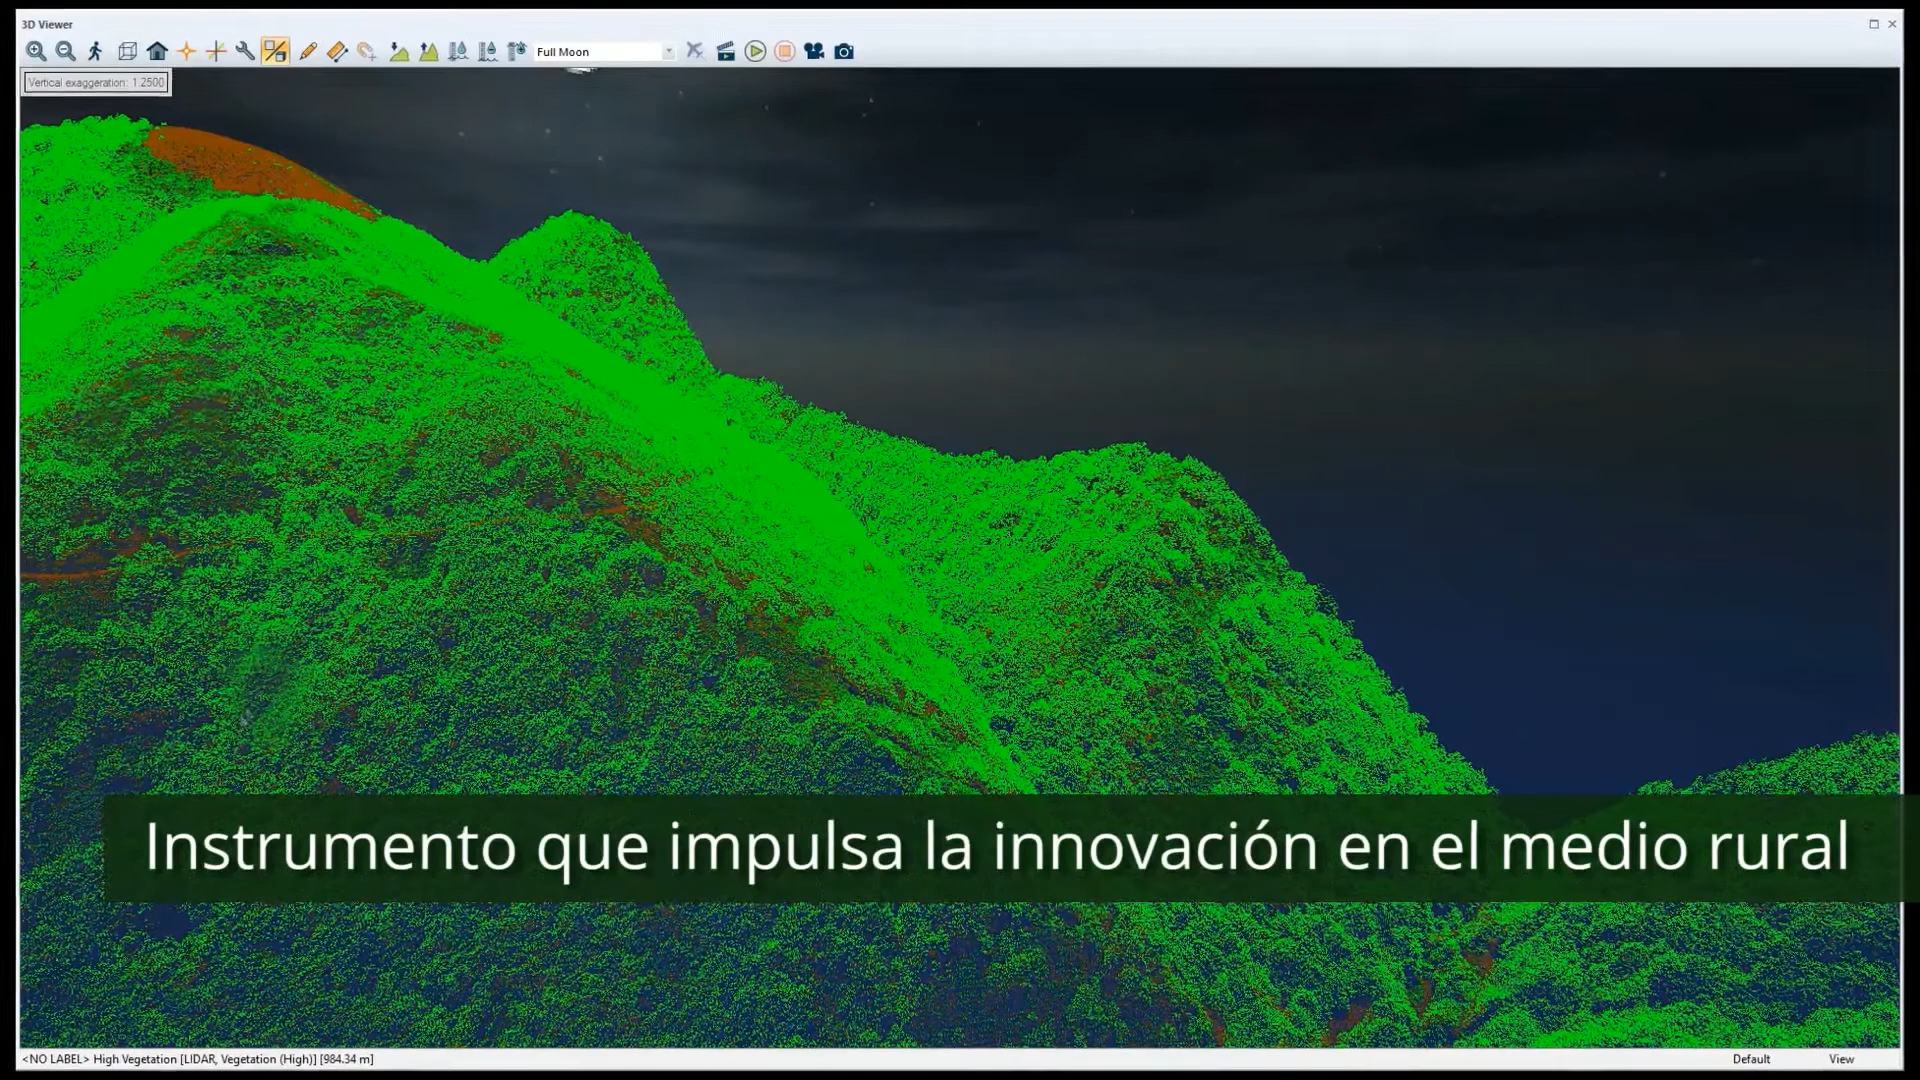 3D Viewer
Full Moon
Vertical exaggeration: 1.2500
Instrumento que impulsa la innovación en el medio rural
<NO LABEL> High Vegetation [LIDAR, Vegetation (High)] [984.34 m]
Default
View